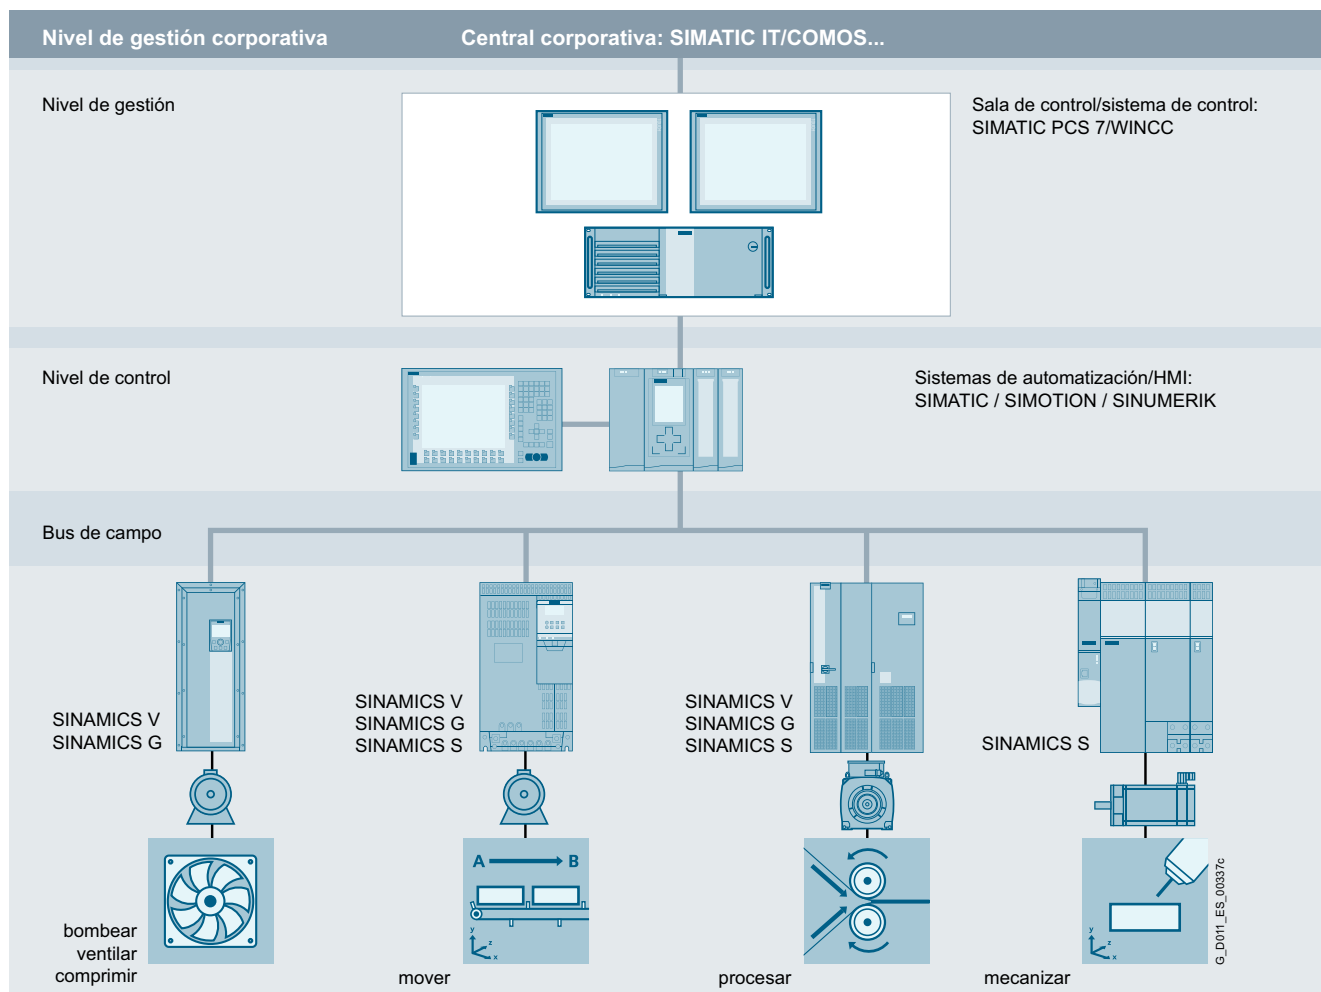 Nivel de gestión corporativa
Central corporativa: SIMATIC IT/COMOS...
Nivel de gestión
Sala de control/sistema de control:
SIMATIC PCS 7/WINCC
Nivel de control
Sistemas de automatización/HMI:
SIMATIC / SIMOTION / SINUMERIK
Bus de campo
SINAMICS V
SINAMICS G
SINAMICS V
SINAMICS G
SINAMICS S
SINAMICS V
SINAMICS G
SINAMICS S
SINAMICS S
A B
y
z
x
y
z
x
bombear
ventilar
comprimir
mover
procesar
mecanizar
G_D011_ES_00337c